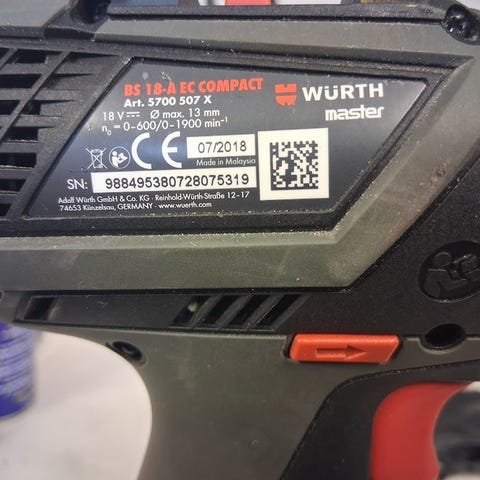 BS 18-A EC COMPACT
Art. 5700 507 X
18 V Ø max. 13 mm
n₀ = 0–600/0–1900 min⁻¹
WÜRTH
master
CE
07/2018
Made in Malaysia
SN: 988495380728075319
Adolf Würth GmbH & Co. KG · Reinhold-Würth-Straße 12–17
74653 Künzelsau, GERMANY · www.wuerth.com